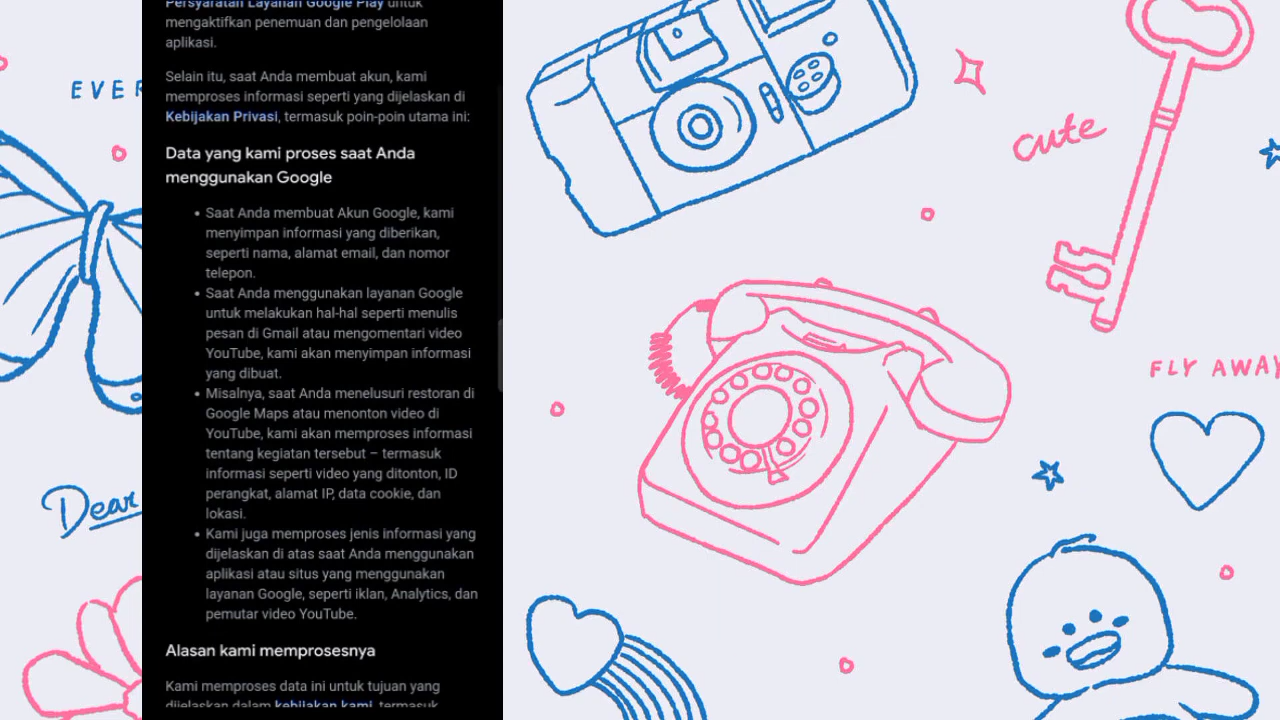 Persyaratan Layanan Google Play untuk
mengaktifkan penemuan dan pengelolaan
aplikasi.
Selain itu, saat Anda membuat akun, kami
memproses informasi seperti yang dijelaskan di
Kebijakan Privasi, termasuk poin-poin utama ini:
Data yang kami proses saat Anda
menggunakan Google
• Saat Anda membuat Akun Google, kami
menyimpan informasi yang diberikan,
seperti nama, alamat email, dan nomor
telepon.
• Saat Anda menggunakan layanan Google
untuk melakukan hal-hal seperti menulis
pesan di Gmail atau mengomentari video
YouTube, kami akan menyimpan informasi
yang dibuat.
• Misalnya, saat Anda menelusuri restoran di
Google Maps atau menonton video di
YouTube, kami akan memproses informasi
tentang kegiatan tersebut – termasuk
informasi seperti video yang ditonton, ID
perangkat, alamat IP, data cookie, dan
lokasi.
• Kami juga memproses jenis informasi yang
dijelaskan di atas saat Anda menggunakan
aplikasi atau situs yang menggunakan
layanan Google, seperti iklan, Analytics, dan
pemutar video YouTube.
Alasan kami memprosesnya
Kami memproses data ini untuk tujuan yang
dijelaskan dalam kebijakan kami, termasuk
EVER
Dear
cute
FLY AWAY